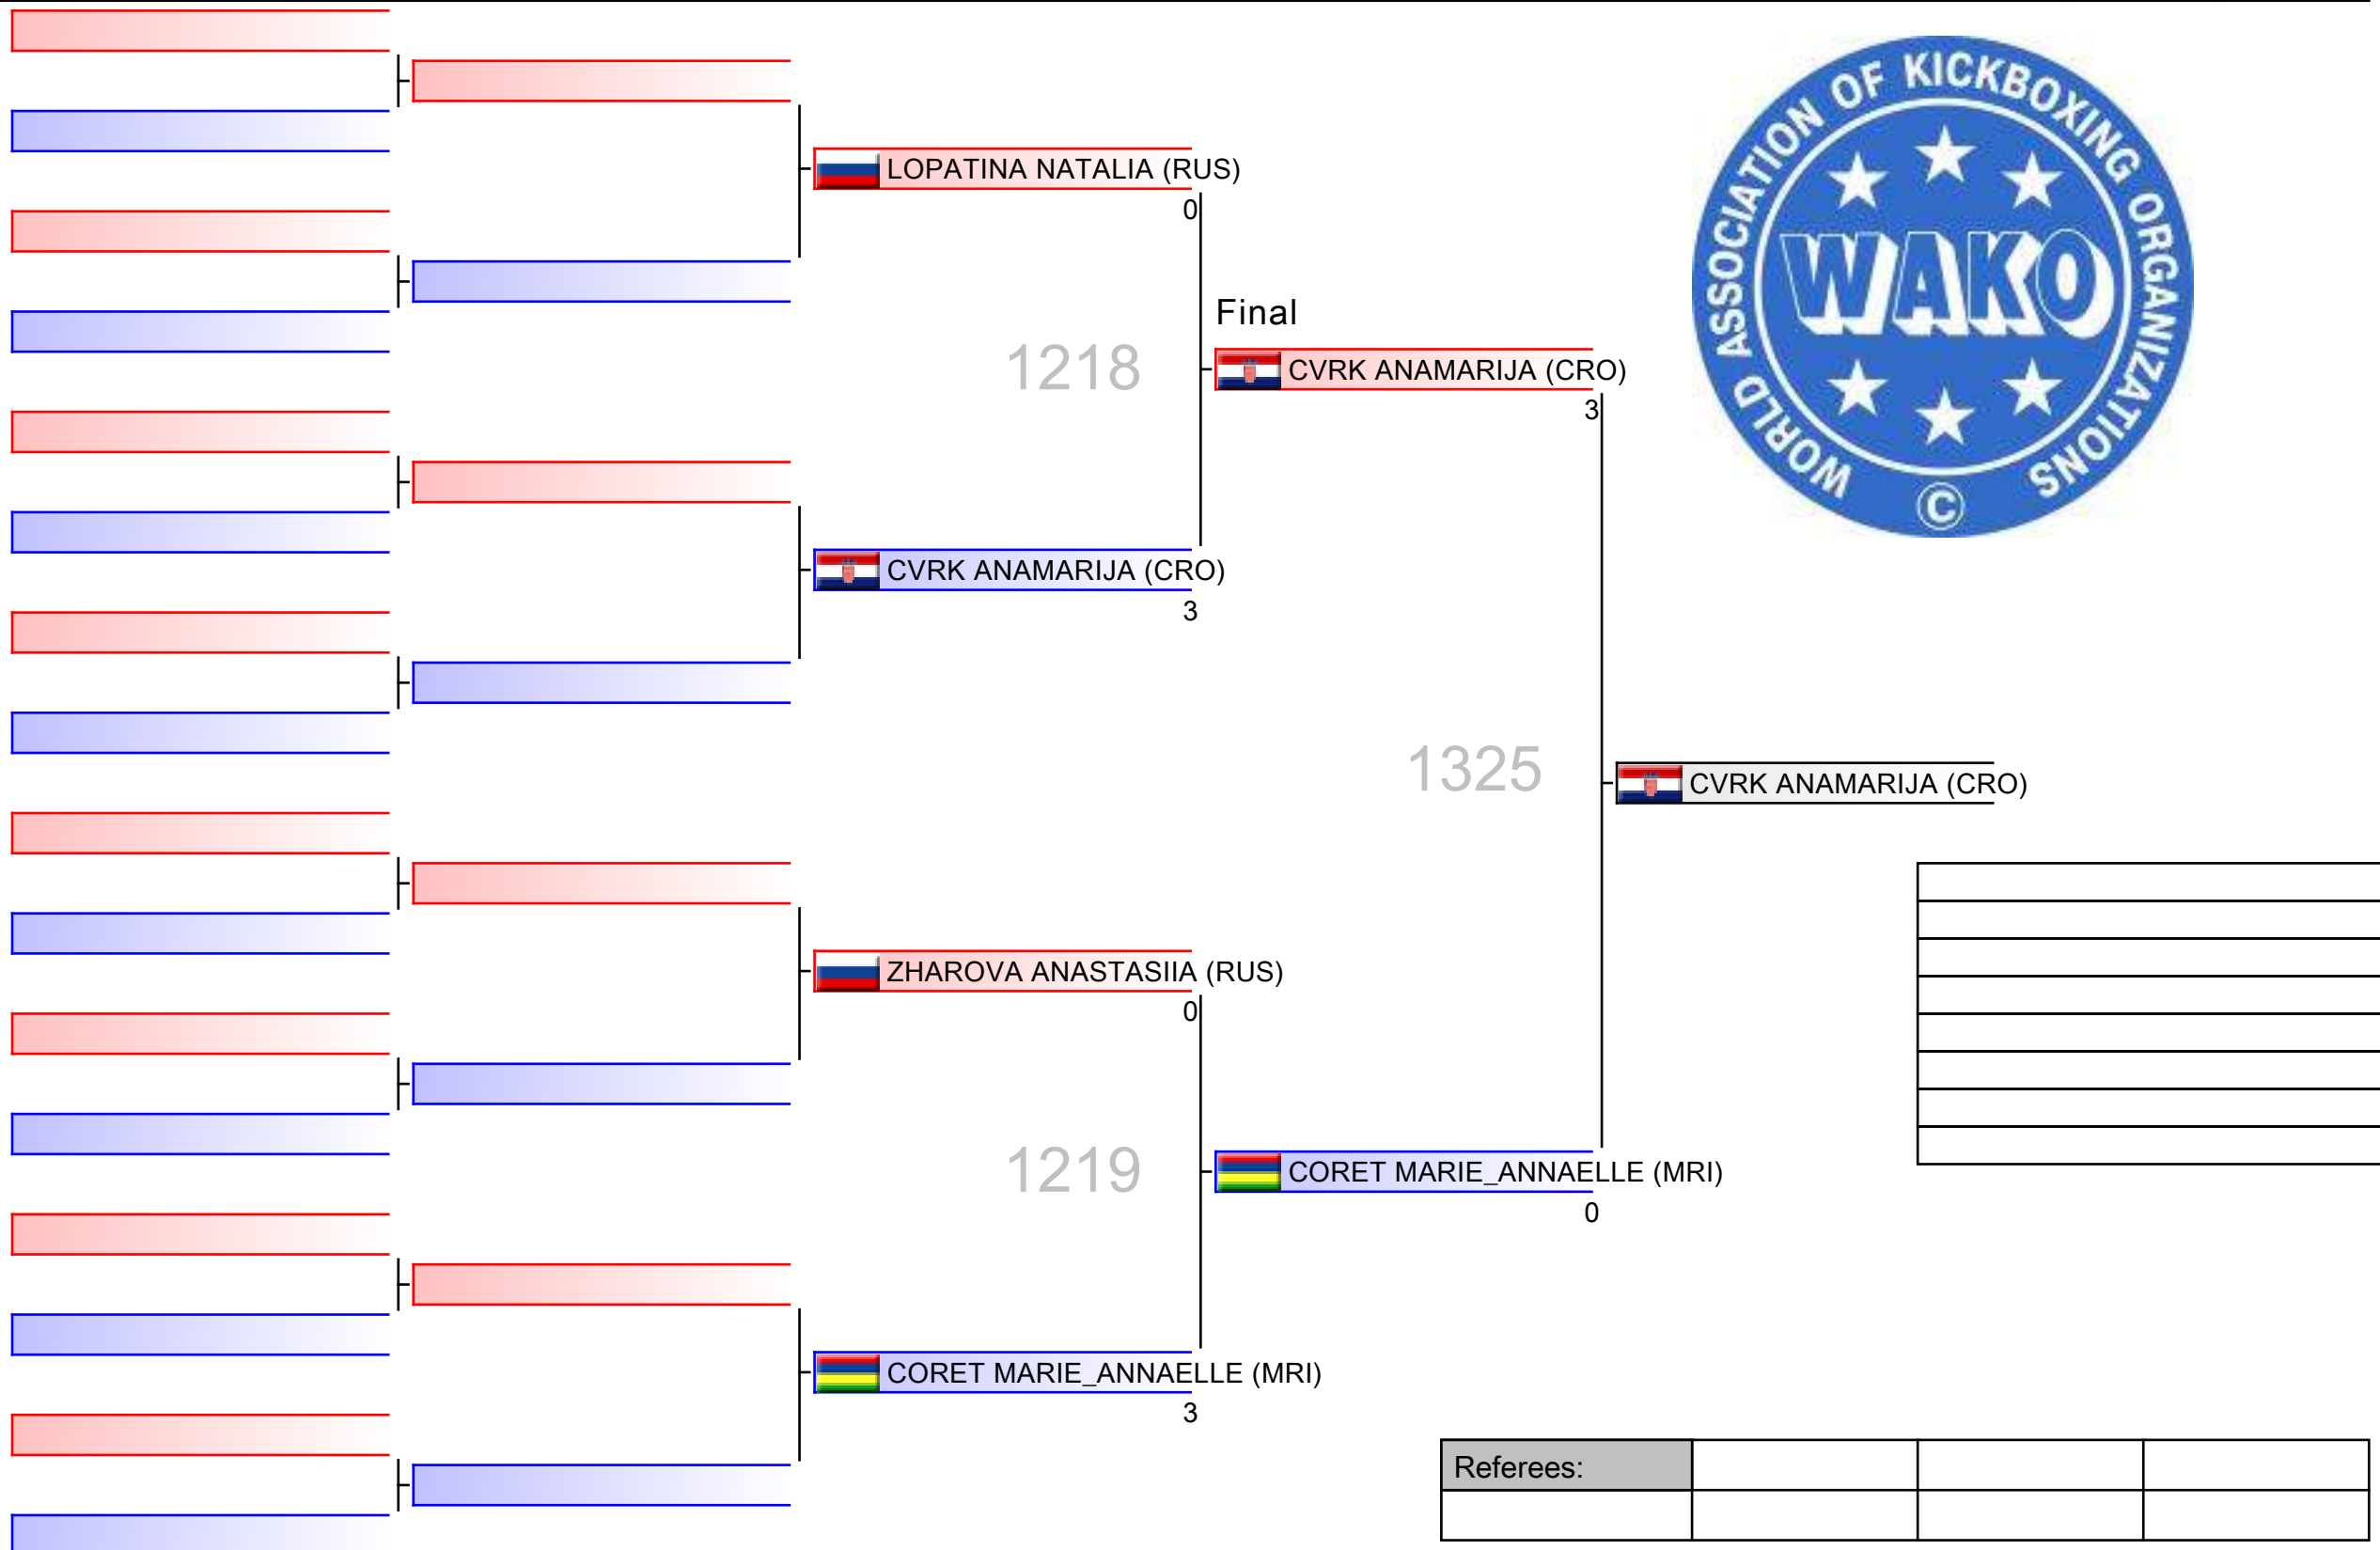 WORLD ASSOCIATION OF KICKBOXING ORGANIZATIONS
WAKO
©
LOPATINA NATALIA (RUS)
0
Final
1218
CVRK ANAMARIJA (CRO)
3
CVRK ANAMARIJA (CRO)
3
1325
CVRK ANAMARIJA (CRO)
ZHAROVA ANASTASIIA (RUS)
0
1219
CORET MARIE_ANNAELLE (MRI)
0
CORET MARIE_ANNAELLE (MRI)
3
Referees: